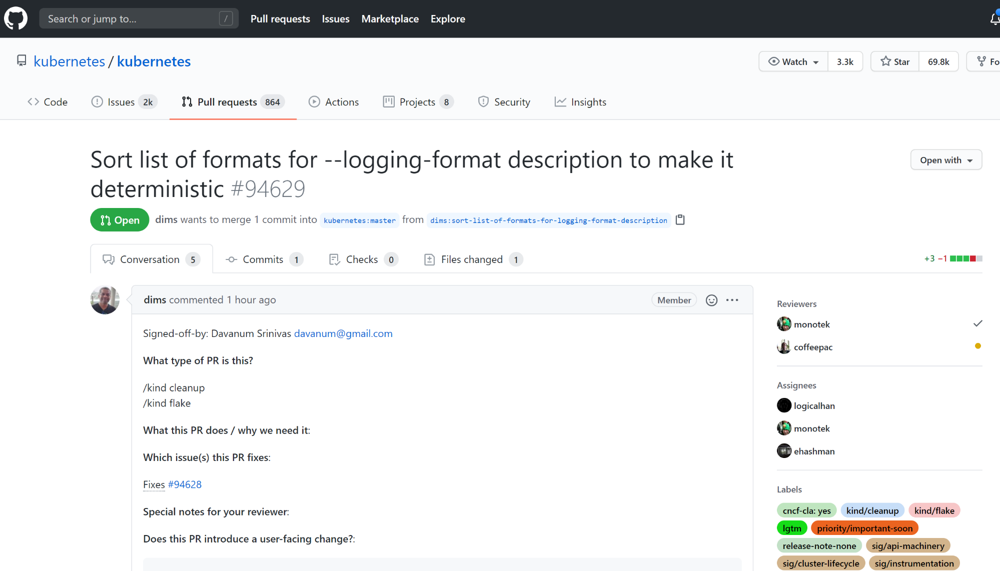 Search or jump to... /
Pull requests Issues Marketplace Explore
kubernetes / kubernetes
Watch 3.3k Star 69.8k Fo
Code Issues 2k Pull requests 864 Actions Projects 8 Security Insights
Sort list of formats for --logging-format description to make it
deterministic #94629
Open with
Open dims wants to merge 1 commit into kubernetes:master from dims:sort-list-of-formats-for-logging-format-description
Conversation 5 Commits 1 Checks 0 Files changed 1
+3 −1
dims commented 1 hour ago Member ...
Signed-off-by: Davanum Srinivas davanum@gmail.com
What type of PR is this?
/kind cleanup
/kind flake
What this PR does / why we need it:
Which issue(s) this PR fixes:
Fixes #94628
Special notes for your reviewer:
Does this PR introduce a user-facing change?:
Reviewers
monotek
coffeepac
Assignees
logicalhan
monotek
ehashman
Labels
cncf-cla: yes kind/cleanup kind/flake
lgtm priority/important-soon
release-note-none sig/api-machinery
sig/cluster-lifecycle sig/instrumentation